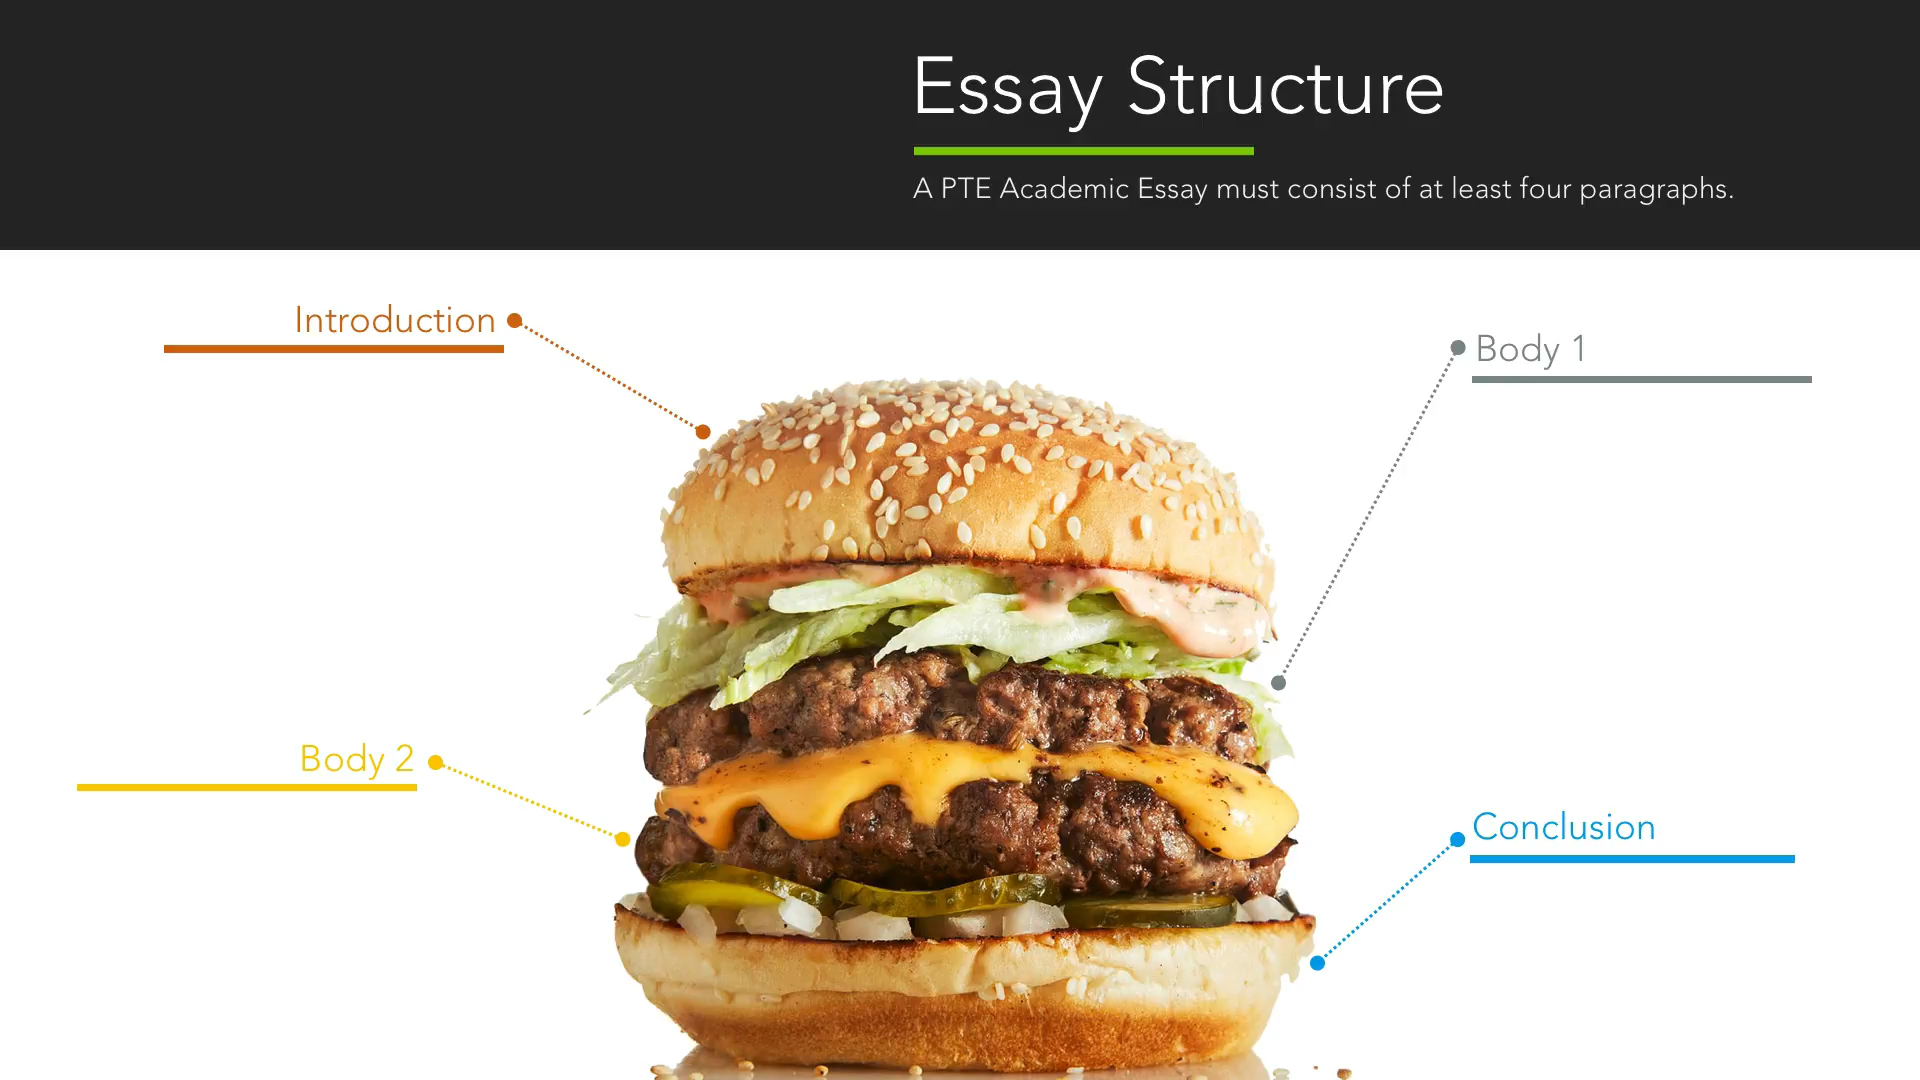 Essay Structure
A PTE Academic Essay must consist of at least four paragraphs.
Introduction
Body 1
Body 2
Conclusion